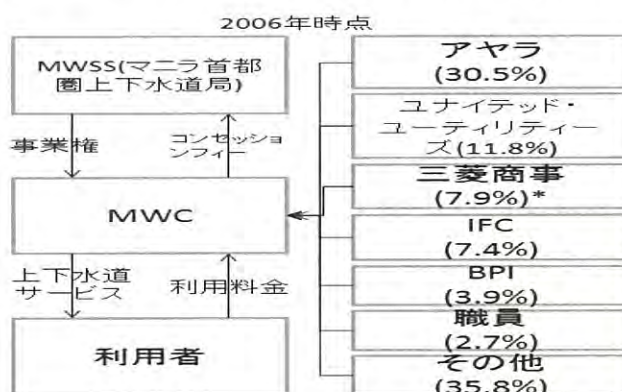 2006年時点
MWSS(マニラ首都
圏上下水道局)
事業権
コンセッショ
ンフィー
MWC
上下水道
サービス
利用料金
利用者
アヤラ
(30.5%)
ユナイテッド・
ユーティリティー
ズ(11.8%)
三菱商事
(7.9%)*
IFC
(7.4%)
BPI
(3.9%)
職員
(2.7%)
その他
(35.8%)